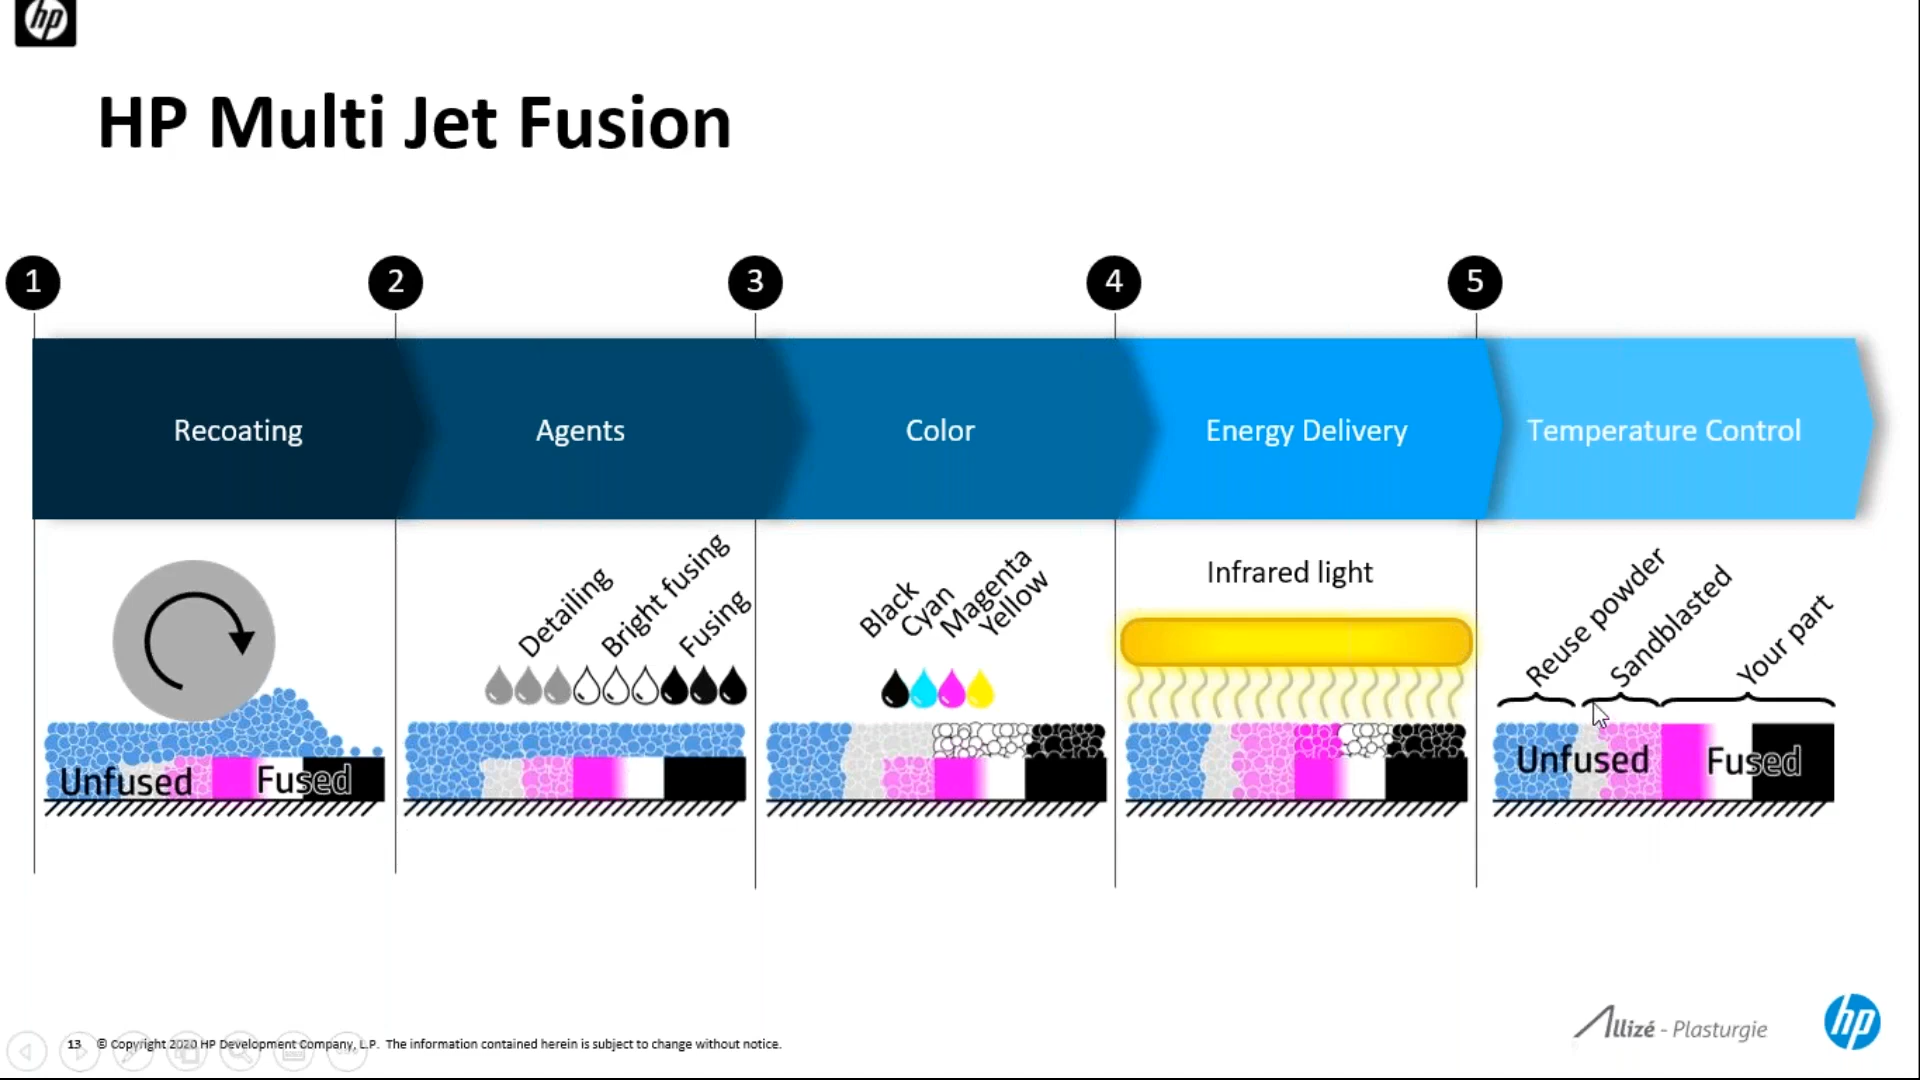 hp
HP Multi Jet Fusion
1
2
3
4
5
Recoating
Agents
Color
Energy Delivery
Temperature Control
Unfused
Fused
Detailing
Bright fusing
Fusing
Black
Cyan
Magenta
Yellow
Infrared light
Reuse powder
Sandblasted
Your part
Unfused
Fused
13 © Copyright 2020 HP Development Company, L.P. The information contained herein is subject to change without notice.
Allizé - Plasturgie
hp